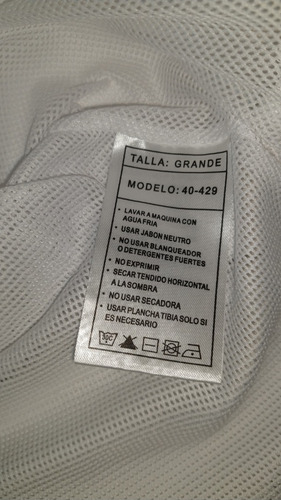 TALLA: GRANDE
MODELO: 40-429
• LAVAR A MAQUINA CON
AGUA FRIA
• USAR JABON NEUTRO
• NO USAR BLANQUEADOR
O DETERGENTES FUERTES
• NO EXPRIMIR
• SECAR TENDIDO HORIZONTAL
A LA SOMBRA
• NO USAR SECADORA
• USAR PLANCHA TIBIA SOLO SI
ES NECESARIO